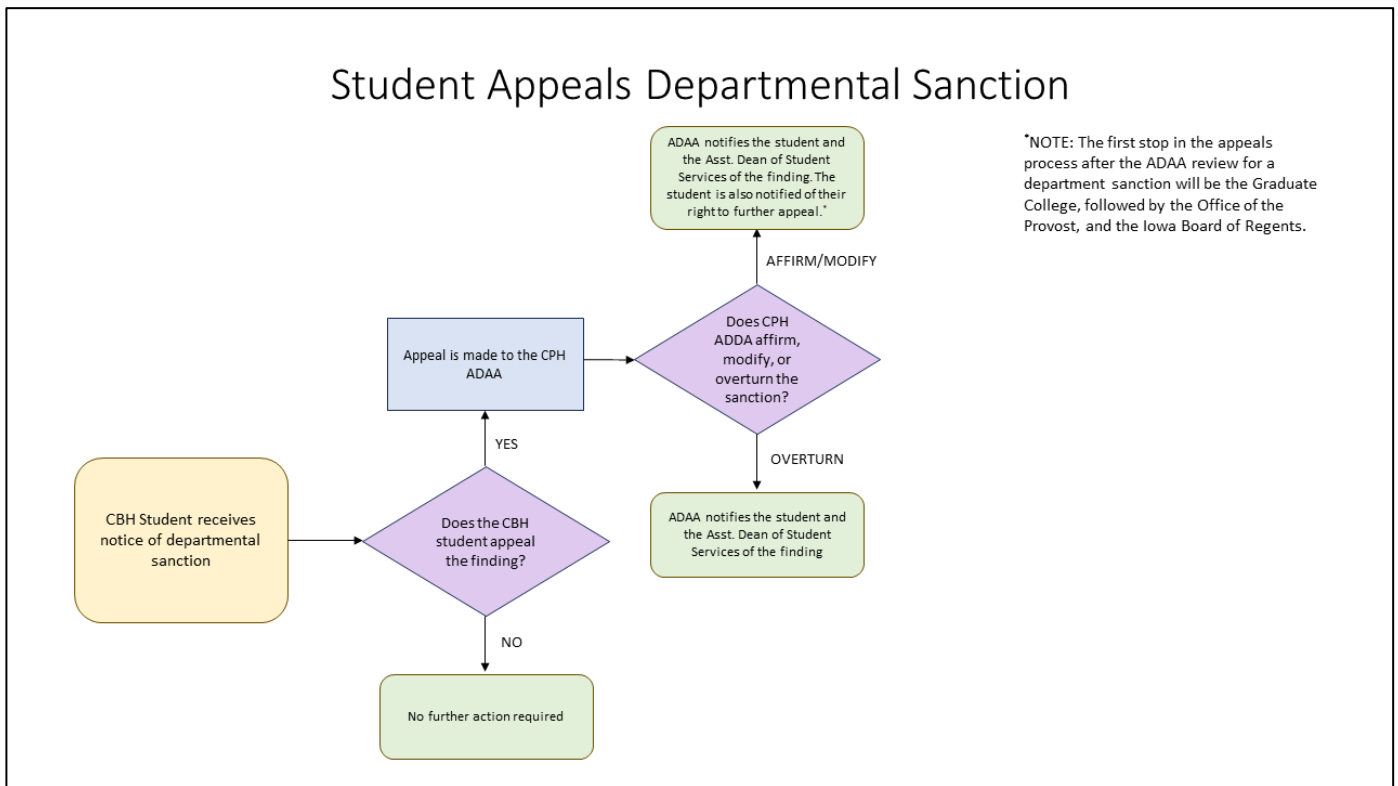 Student Appeals Departmental Sanction
ADAA notifies the student and
the Asst. Dean of Student
Services of the finding. The
student is also notified of their
right to further appeal.*
*NOTE: The first stop in the appeals
process after the ADAA review for a
department sanction will be the Graduate
College, followed by the Office of the
Provost, and the Iowa Board of Regents.
AFFIRM/MODIFY
Appeal is made to the CPH
ADAA
Does CPH
ADDA affirm,
modify, or
overturn the
sanction?
YES
OVERTURN
CBH Student receives
notice of departmental
sanction
Does the CBH
student appeal
the finding?
ADAA notifies the student and
the Asst. Dean of Student
Services of the finding
NO
No further action required